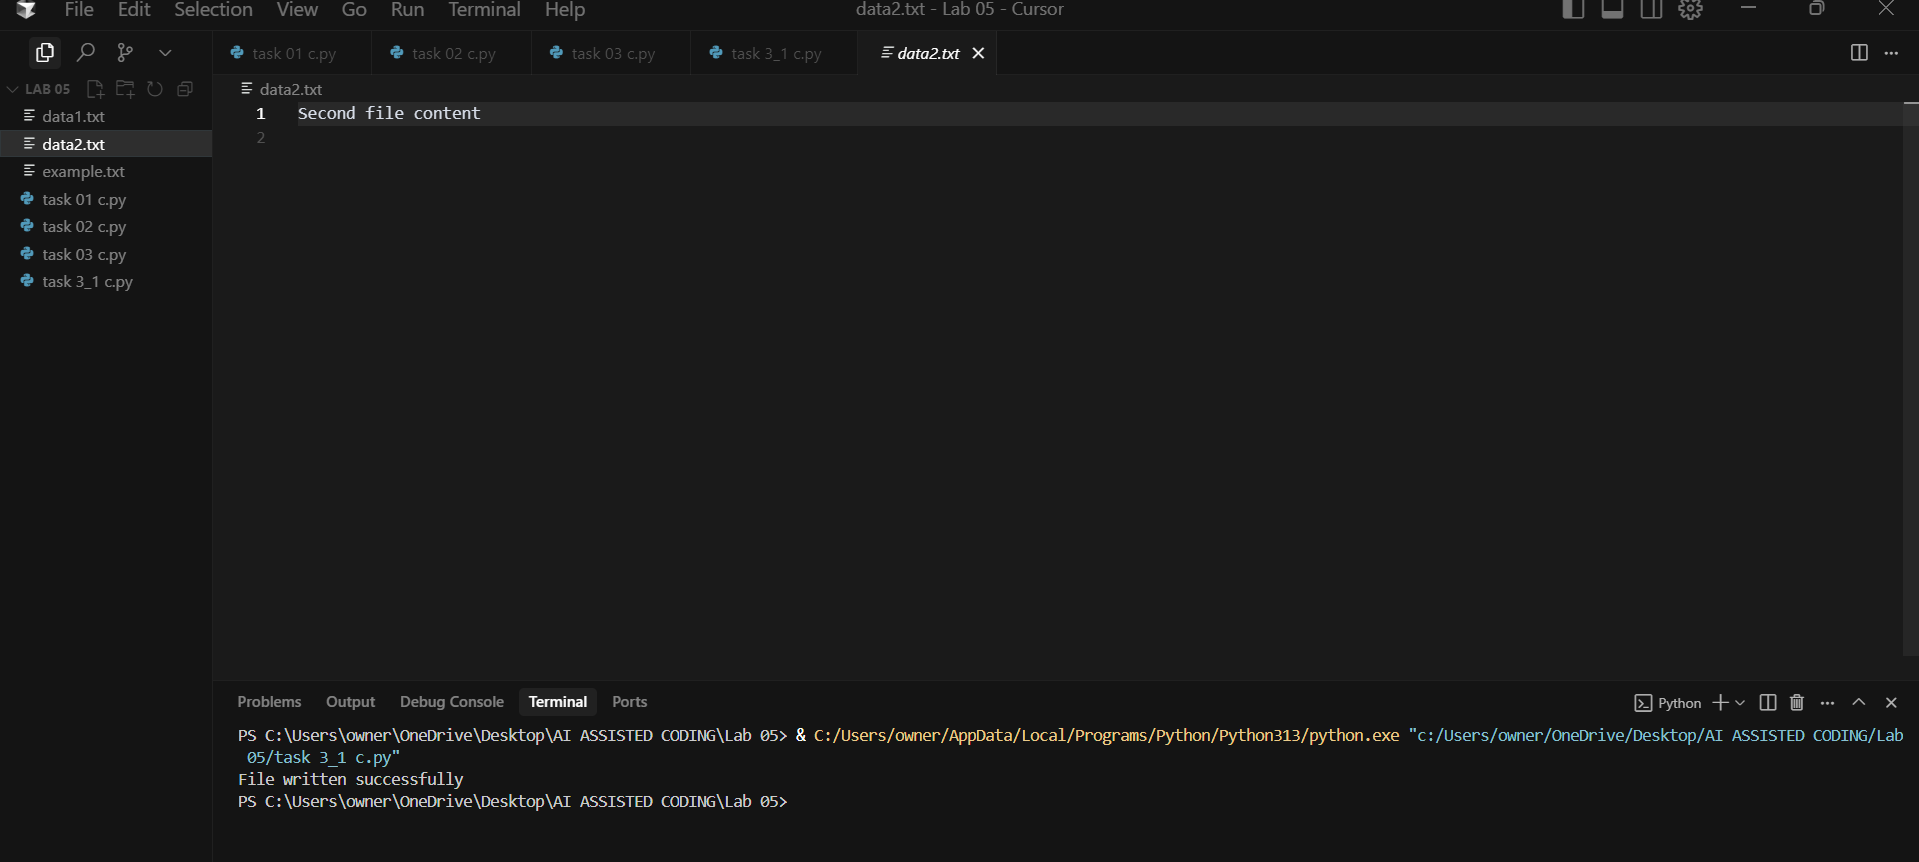 File Edit Selection View Go Run Terminal Help
data2.txt - Lab 05 - Cursor
task 01 c.py
task 02 c.py
task 03 c.py
task 3_1 c.py
data2.txt
LAB 05
data1.txt
data2.txt
example.txt
task 01 c.py
task 02 c.py
task 03 c.py
task 3_1 c.py
data2.txt
1 Second file content
2
Problems Output Debug Console Terminal Ports
Python
PS C:\Users\owner\OneDrive\Desktop\AI ASSISTED CODING\Lab 05> & C:/Users/owner/AppData/Local/Programs/Python/Python313/python.exe "c:/Users/owner/OneDrive/Desktop/AI ASSISTED CODING/Lab
05/task 3_1 c.py"
File written successfully
PS C:\Users\owner\OneDrive\Desktop\AI ASSISTED CODING\Lab 05>